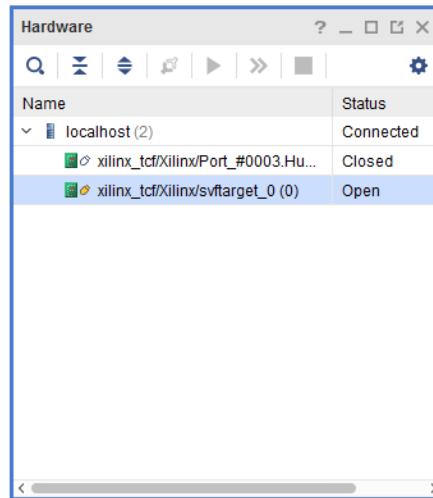 Hardware
Name Status
localhost (2) Connected
xilinx_tcf/Xilinx/Port_#0003.Hu... Closed
xilinx_tcf/Xilinx/svftarget_0 (0) Open